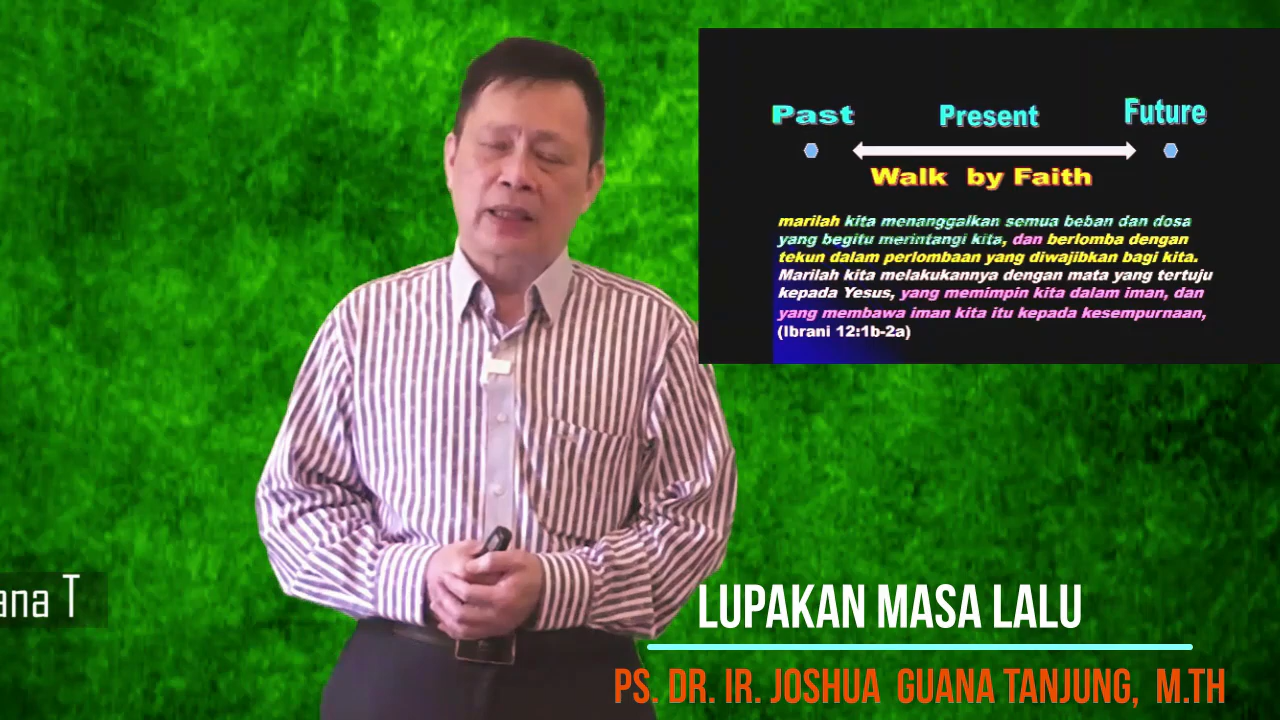 Past Present Future
Walk by Faith
marilah kita menanggalkan semua beban dan dosa
yang begitu merintangi kita, dan berlomba dengan
tekun dalam perlombaan yang diwajibkan bagi kita.
Marilah kita melakukannya dengan mata yang tertuju
kepada Yesus, yang memimpin kita dalam iman, dan
yang membawa iman kita itu kepada kesempurnaan,
(Ibrani 12:1b-2a)
ana T
LUPAKAN MASA LALU
PS. DR. IR. JOSHUA GUANA TANJUNG, M.TH